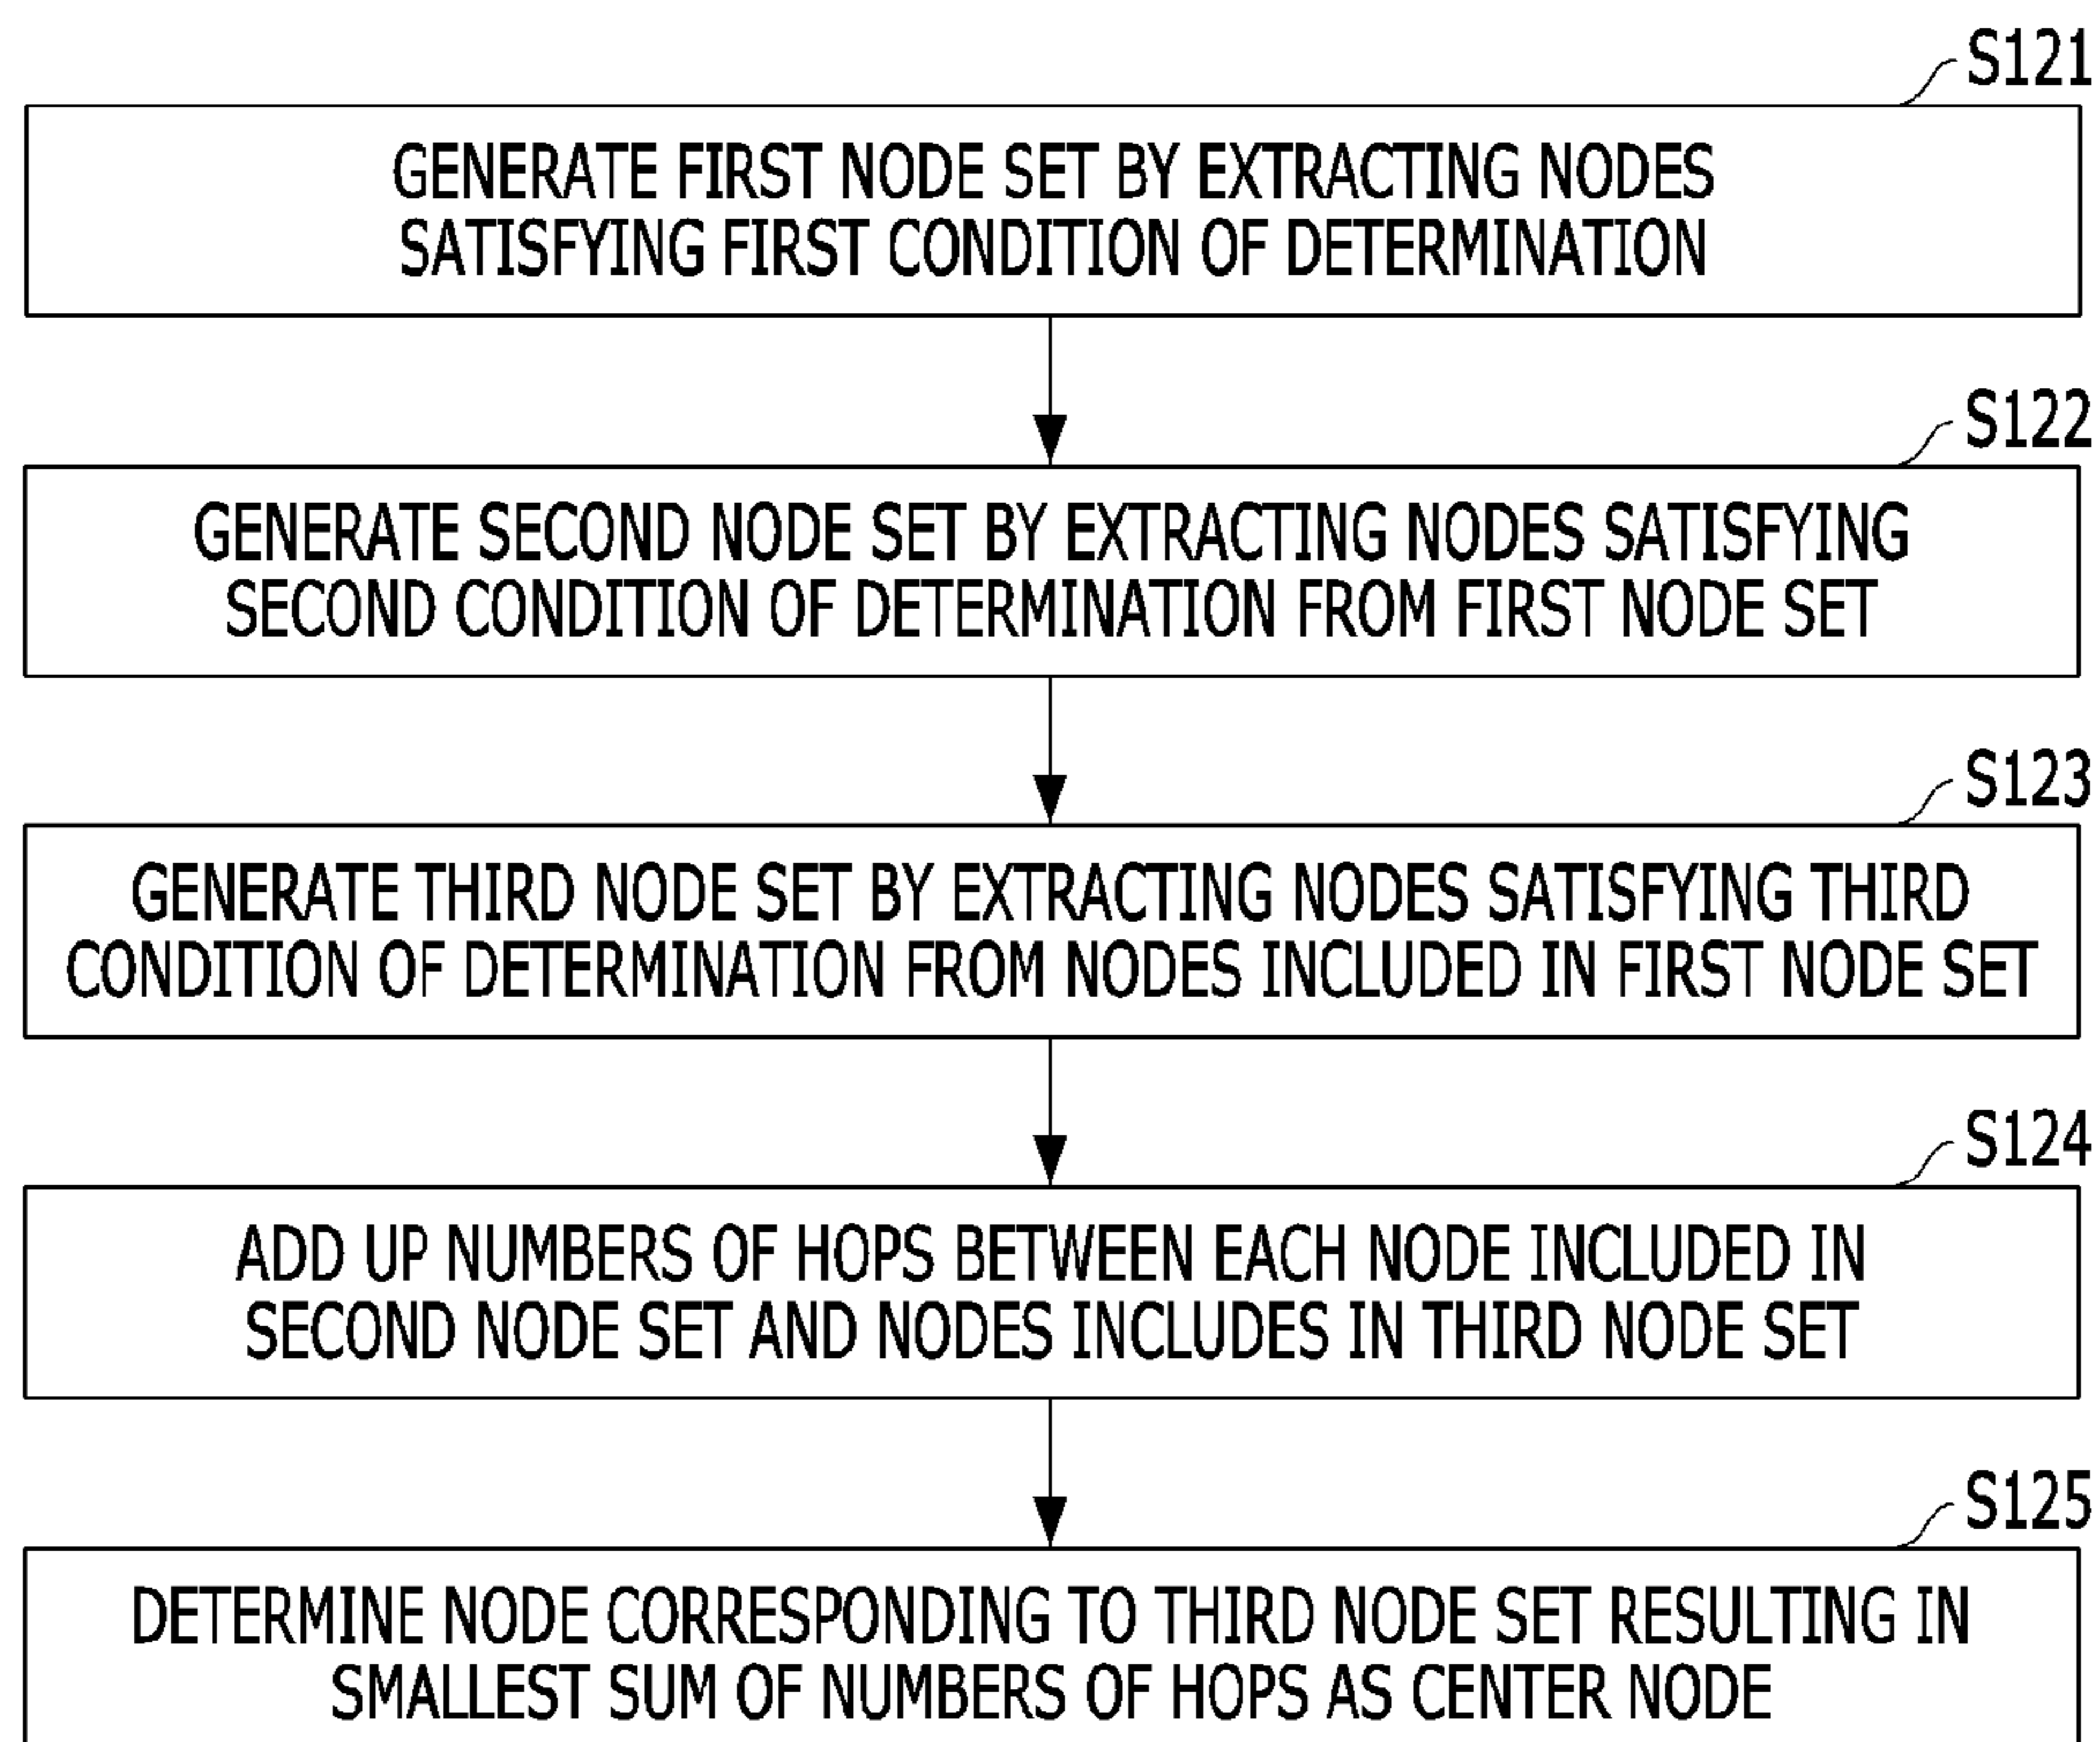 S121
GENERATE FIRST NODE SET BY EXTRACTING NODES
SATISFYING FIRST CONDITION OF DETERMINATION
S122
GENERATE SECOND NODE SET BY EXTRACTING NODES SATISFYING
SECOND CONDITION OF DETERMINATION FROM FIRST NODE SET
S123
GENERATE THIRD NODE SET BY EXTRACTING NODES SATISFYING THIRD
CONDITION OF DETERMINATION FROM NODES INCLUDED IN FIRST NODE SET
S124
ADD UP NUMBERS OF HOPS BETWEEN EACH NODE INCLUDED IN
SECOND NODE SET AND NODES INCLUDES IN THIRD NODE SET
S125
DETERMINE NODE CORRESPONDING TO THIRD NODE SET RESULTING IN
SMALLEST SUM OF NUMBERS OF HOPS AS CENTER NODE